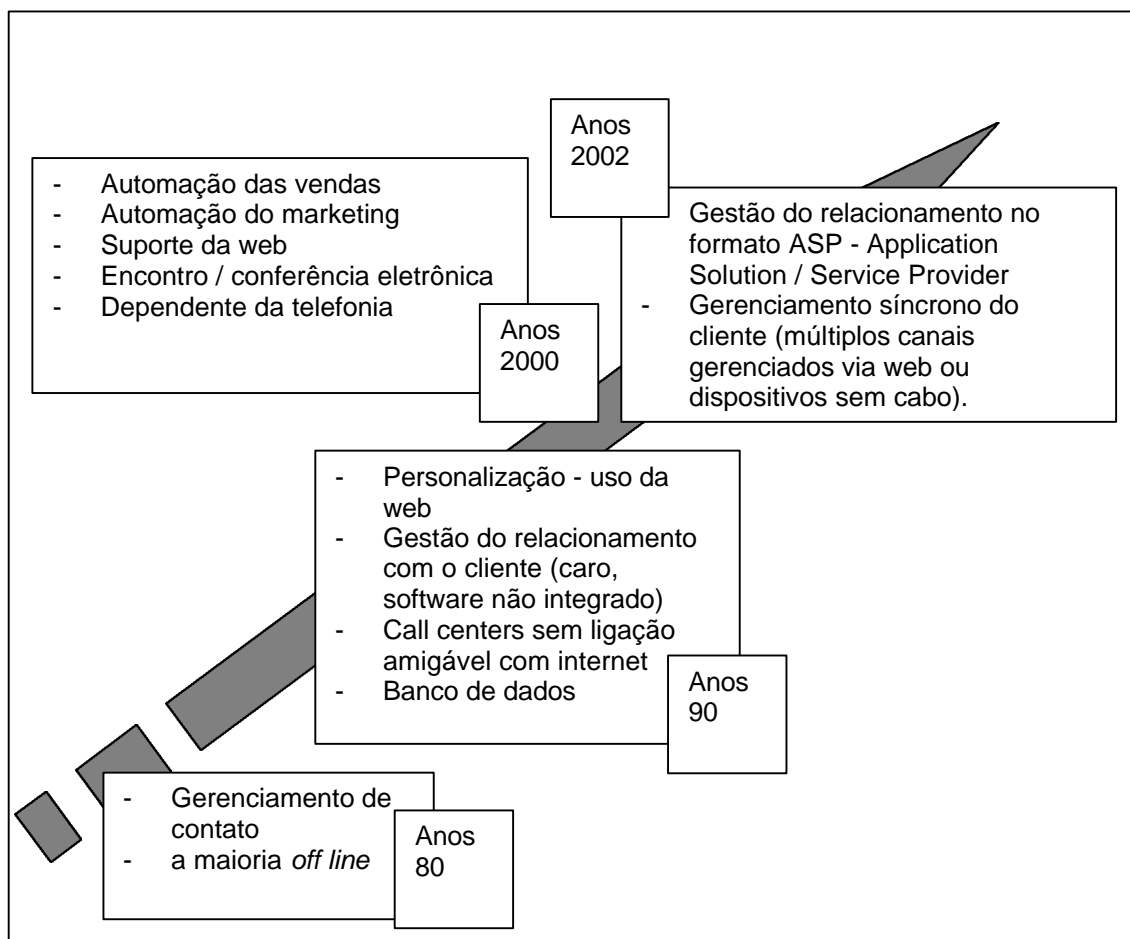 Anos
2002
- Automação das vendas
- Automação do marketing
- Suporte da web
- Encontro / conferência eletrônica
- Dependente da telefonia
Anos
2000
Gestão do relacionamento no
formato ASP - Application
Solution / Service Provider
- Gerenciamento síncrono do
cliente (múltiplos canais
gerenciados via web ou
dispositivos sem cabo).
- Personalização - uso da
web
- Gestão do relacionamento
com o cliente (caro,
software não integrado)
- Call centers sem ligação
amigável com internet
- Banco de dados
Anos
90
- Gerenciamento de
contato
- a maioria off line
Anos
80